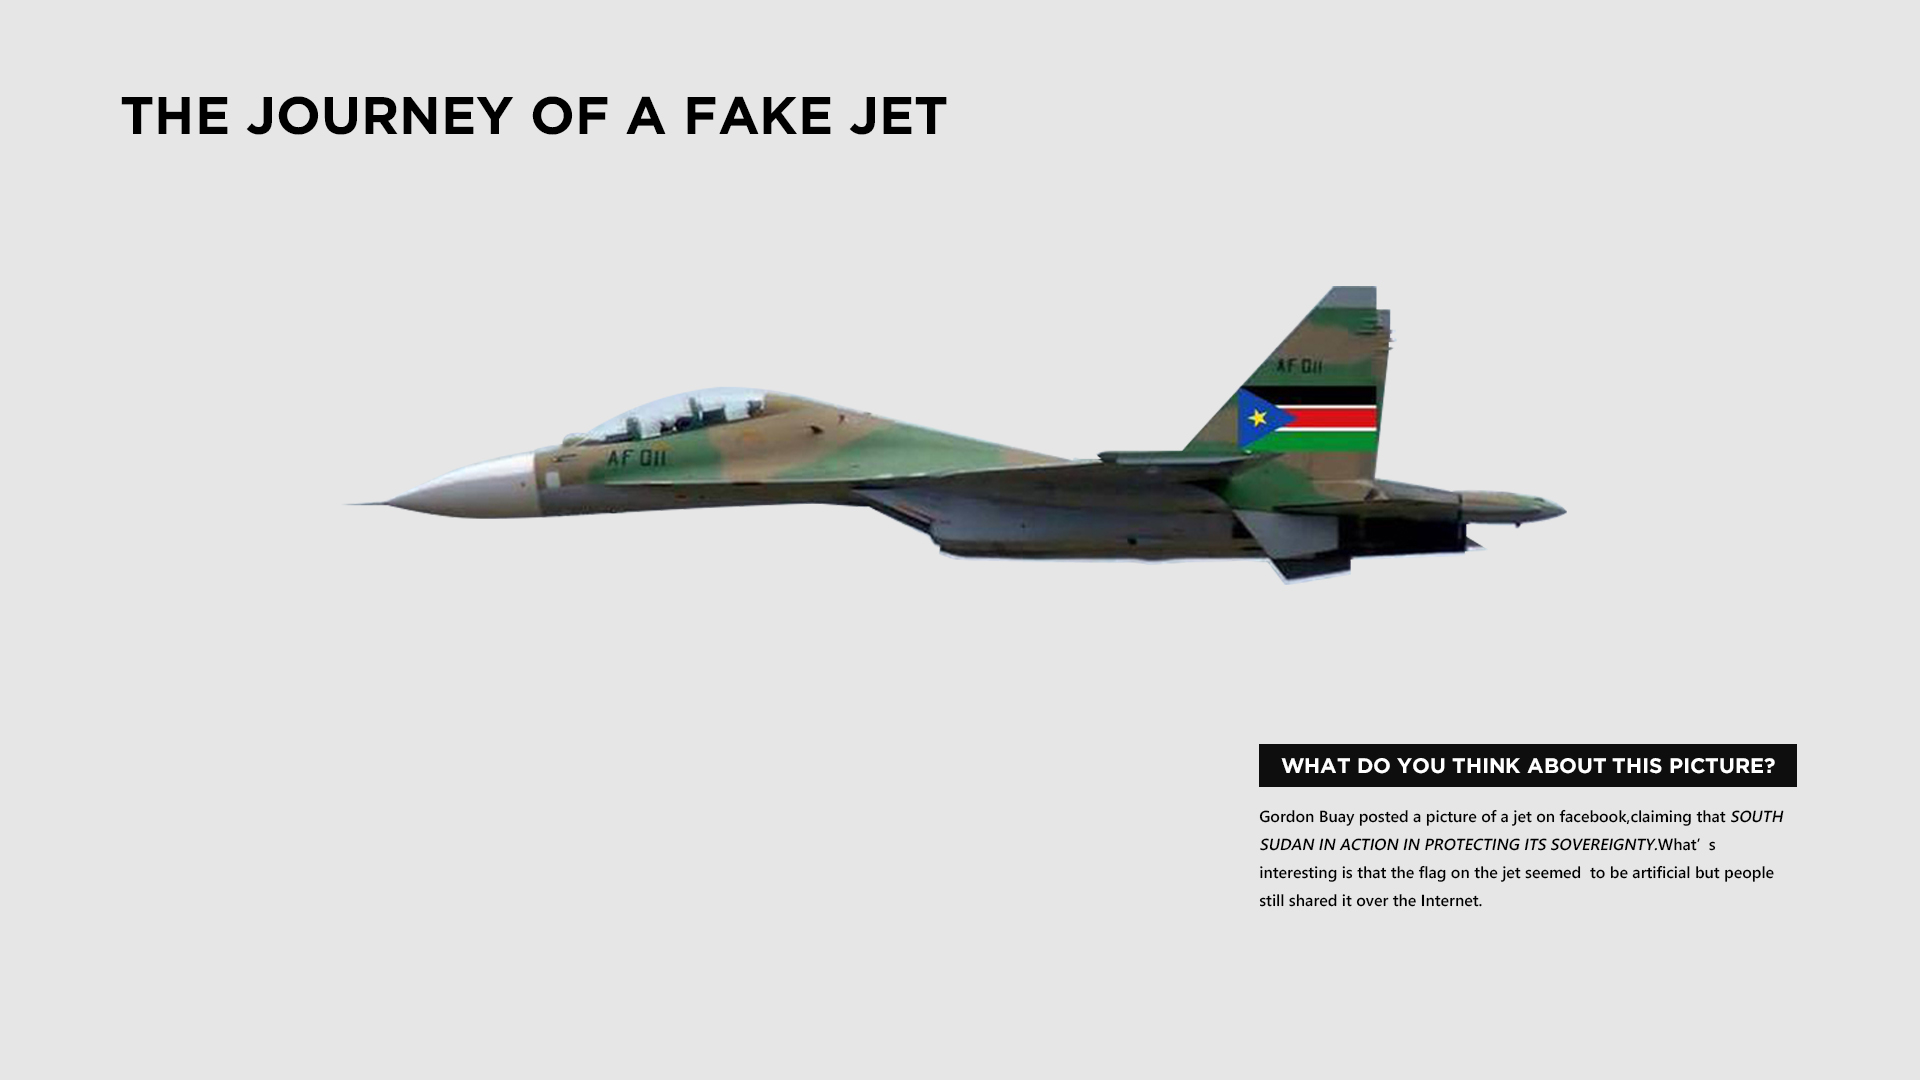 THE JOURNEY OF A FAKE JET
AF 011
AF 011
WHAT DO YOU THINK ABOUT THIS PICTURE?
Gordon Buay posted a picture of a jet on facebook,claiming that SOUTH
SUDAN IN ACTION IN PROTECTING ITS SOVEREIGNTY.What’ s
interesting is that the flag on the jet seemed  to be artificial but people
still shared it over the Internet.